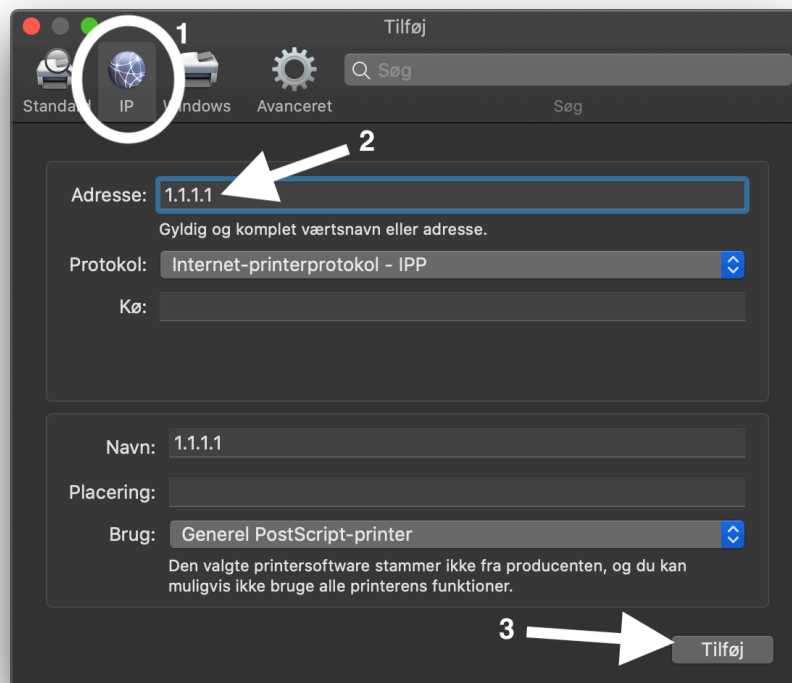 Tilføj
1
Søg
Standard IP Windows Avanceret Søg
2
Adresse: 1.1.1.1
Gyldig og komplet værtsnavn eller adresse.
Protokol: Internet-printerprotokol - IPP
Kø:
Navn: 1.1.1.1
Placering:
Brug: Generel PostScript-printer
Den valgte printersoftware stammer ikke fra producenten, og du kan
muligvis ikke bruge alle printerens funktioner.
3
Tilføj